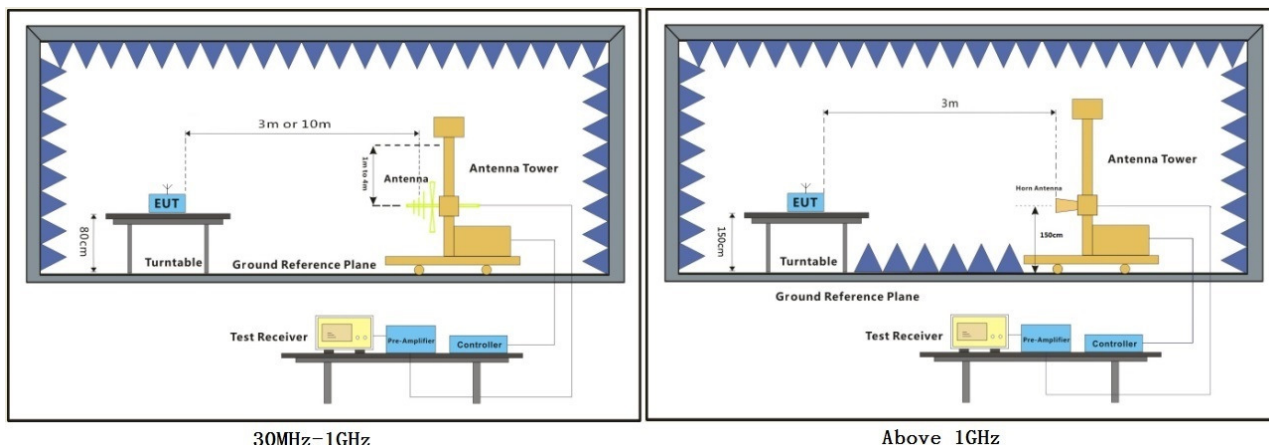 3m or 10m
1m to 4m
Antenna
Antenna Tower
EUT
80cm
Turntable
Ground Reference Plane
Test Receiver
Pre-Amplifier
Controller
30MHz-1GHz
3m
Antenna Tower
Horn Antenna
EUT
150cm
150cm
Turntable
Ground Reference Plane
Test Receiver
Pre-Amplifier
Controller
Above 1GHz